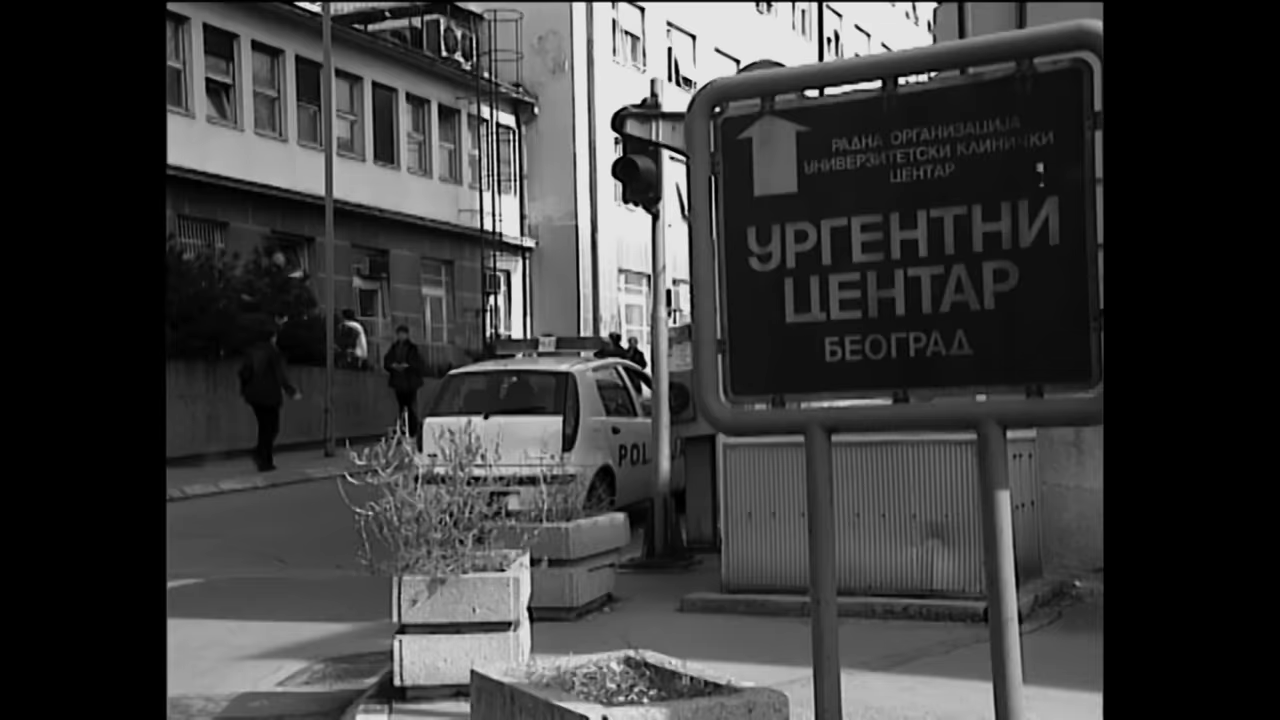 РАДНА ОРГАНИЗАЦИЈА
УНИВЕРЗИТЕТСКИ КЛИНИЧКИ
ЦЕНТАР
УРГЕНТНИ
ЦЕНТАР
БЕОГРАД
POL